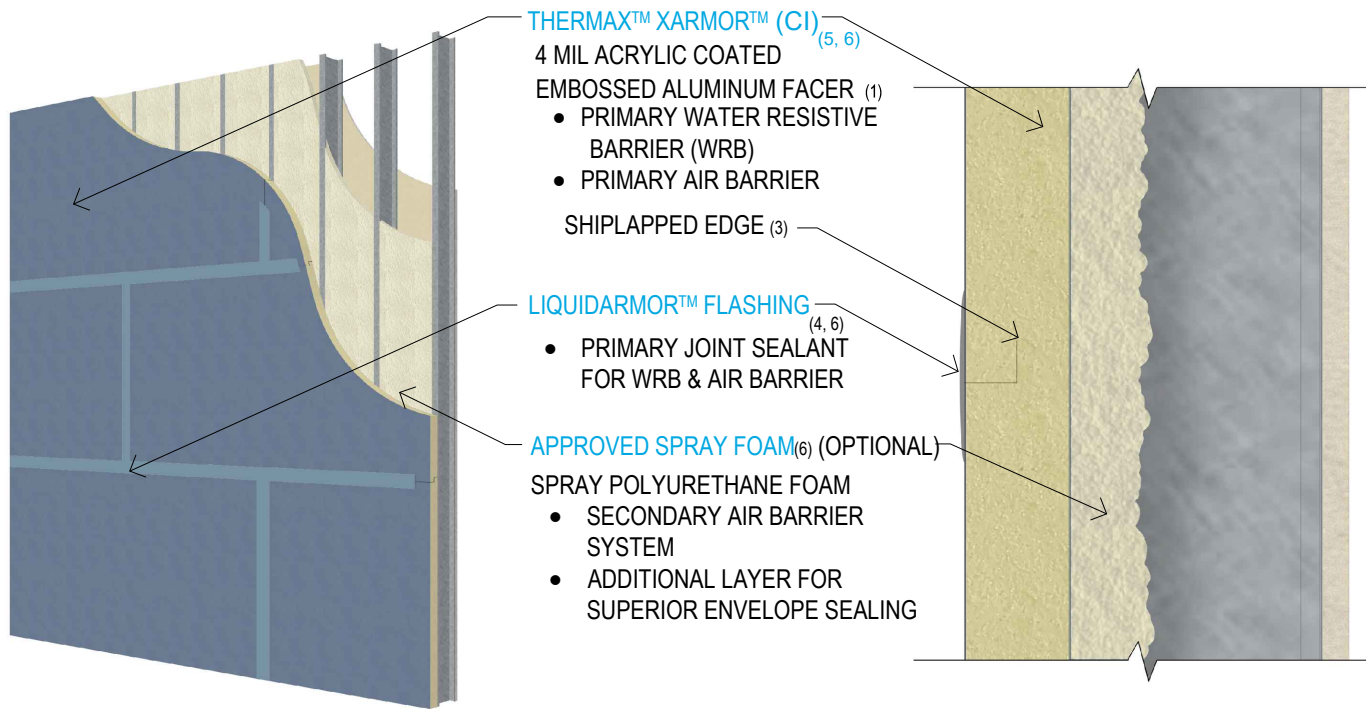 THERMAX™ XARMOR™ (CI) (5, 6)
4 MIL ACRYLIC COATED
EMBOSSED ALUMINUM FACER (1)
• PRIMARY WATER RESISTIVE
BARRIER (WRB)
• PRIMARY AIR BARRIER
SHIPLAPPED EDGE (3)
LIQUIDARMOR™ FLASHING (4, 6)
• PRIMARY JOINT SEALANT
FOR WRB & AIR BARRIER
APPROVED SPRAY FOAM(6) (OPTIONAL)
SPRAY POLYURETHANE FOAM
• SECONDARY AIR BARRIER
SYSTEM
• ADDITIONAL LAYER FOR
SUPERIOR ENVELOPE SEALING